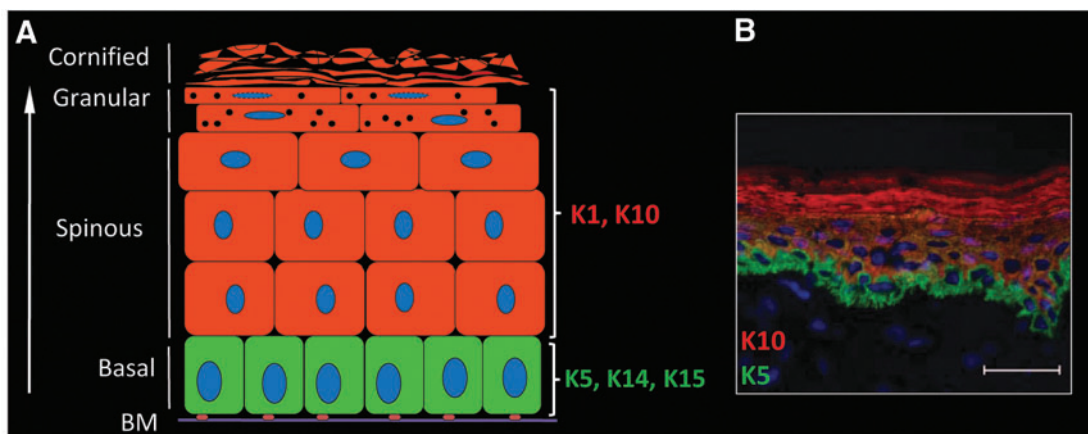 A
Cornified
Granular
Spinous
Basal
BM
K1, K10
K5, K14, K15
B
K10
K5